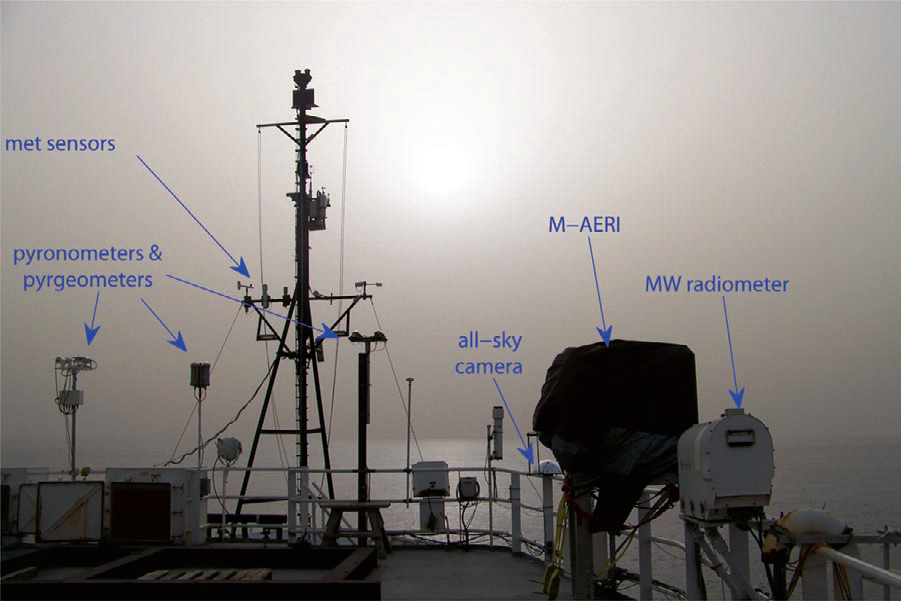 met sensors
pyronometers &
pyrgeometers
M–AERI
MW radiometer
all–sky
camera